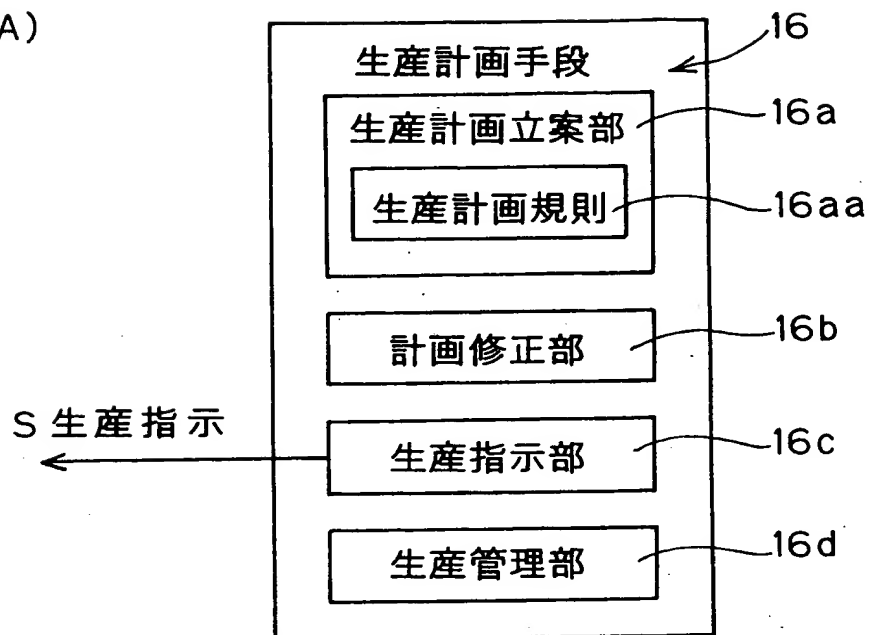 A)
16
生産計画手段
生産計画立案部
16a
生産計画規則
16aa
計画修正部
16b
S 生産指示
生産指示部
16c
生産管理部
16d